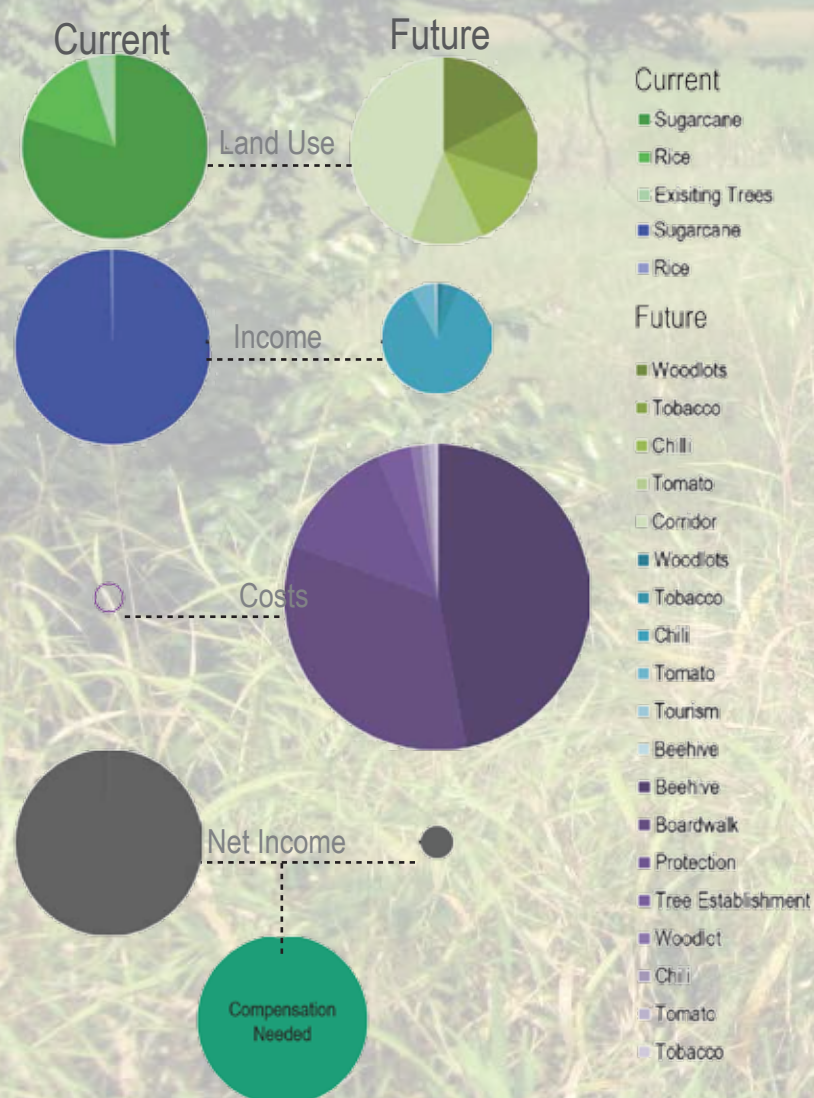 Current
Future
Land Use
Income
Costs
Net Income
Compensation
Needed
Current
Sugarcane
Rice
Exisiting Trees
Sugarcane
Rice
Future
Woodlots
Tobacco
Chilli
Tomato
Corridor
Woodlots
Tobacco
Chili
Tomato
Tourism
Beehive
Beehive
Boardwalk
Protection
Tree Establishment
Woodlot
Chili
Tomato
Tobacco